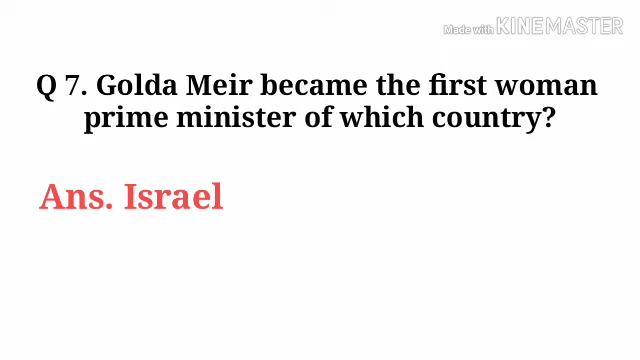 Made with KINEMASTER
Q 7. Golda Meir became the first woman
prime minister of which country?
Ans. Israel